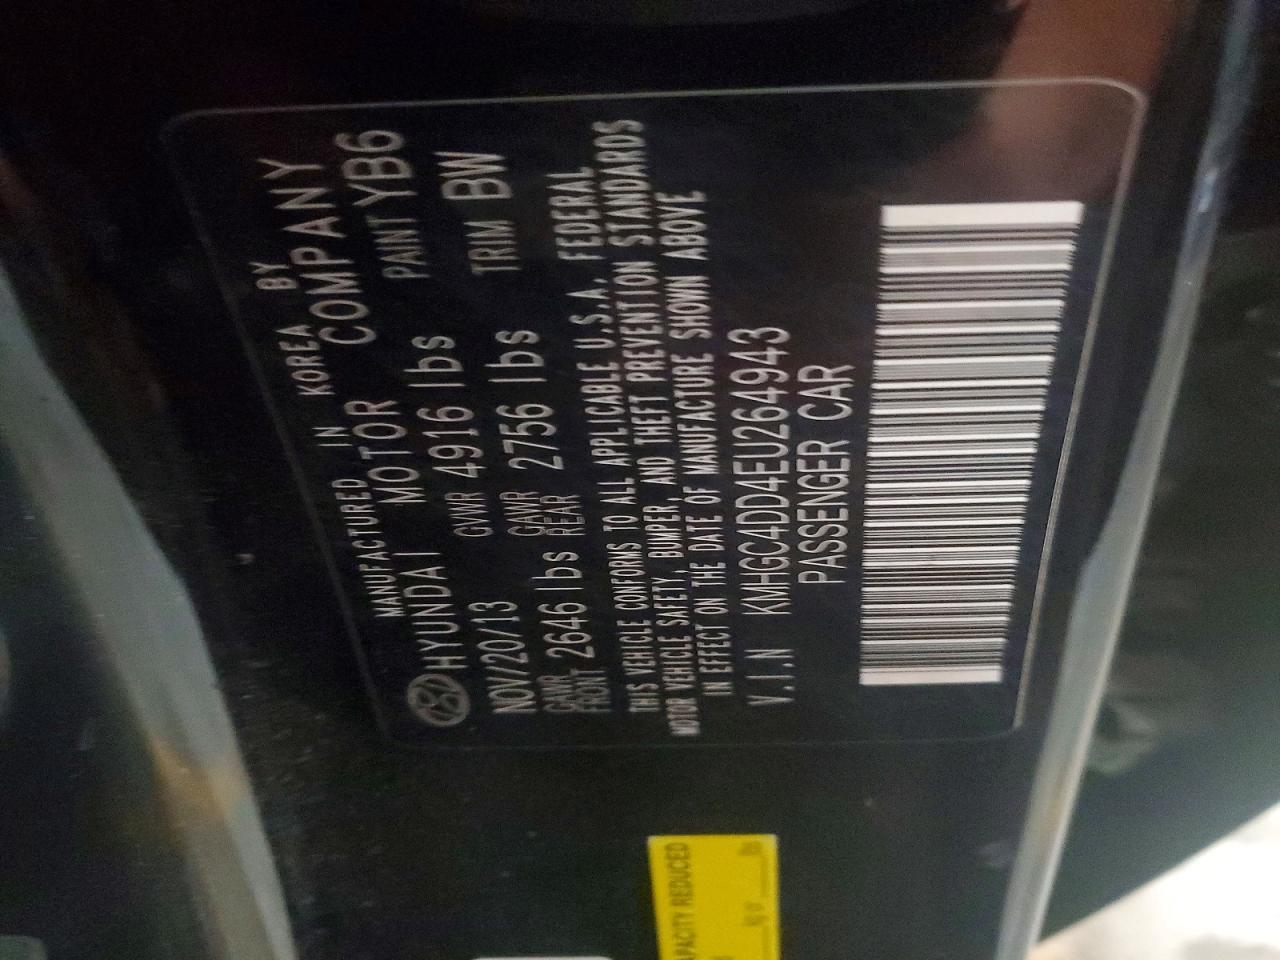 MANUFACTURED IN KOREA BY
HYUNDAI MOTOR COMPANY
NOV/20/13 GVWR 4916 lbs PAINT YB6
GAWR FRONT 2646 lbs GAWR REAR 2756 lbs TRIM BW
THIS VEHICLE CONFORMS TO ALL APPLICABLE U.S.A. FEDERAL
MOTOR VEHICLE SAFETY, BUMPER, AND THEFT PREVENTION STANDARDS
IN EFFECT ON THE DATE OF MANUFACTURE SHOWN ABOVE
V.I.N KMHGC4DD4EU264943
PASSENGER CAR
APACITY REDUCED